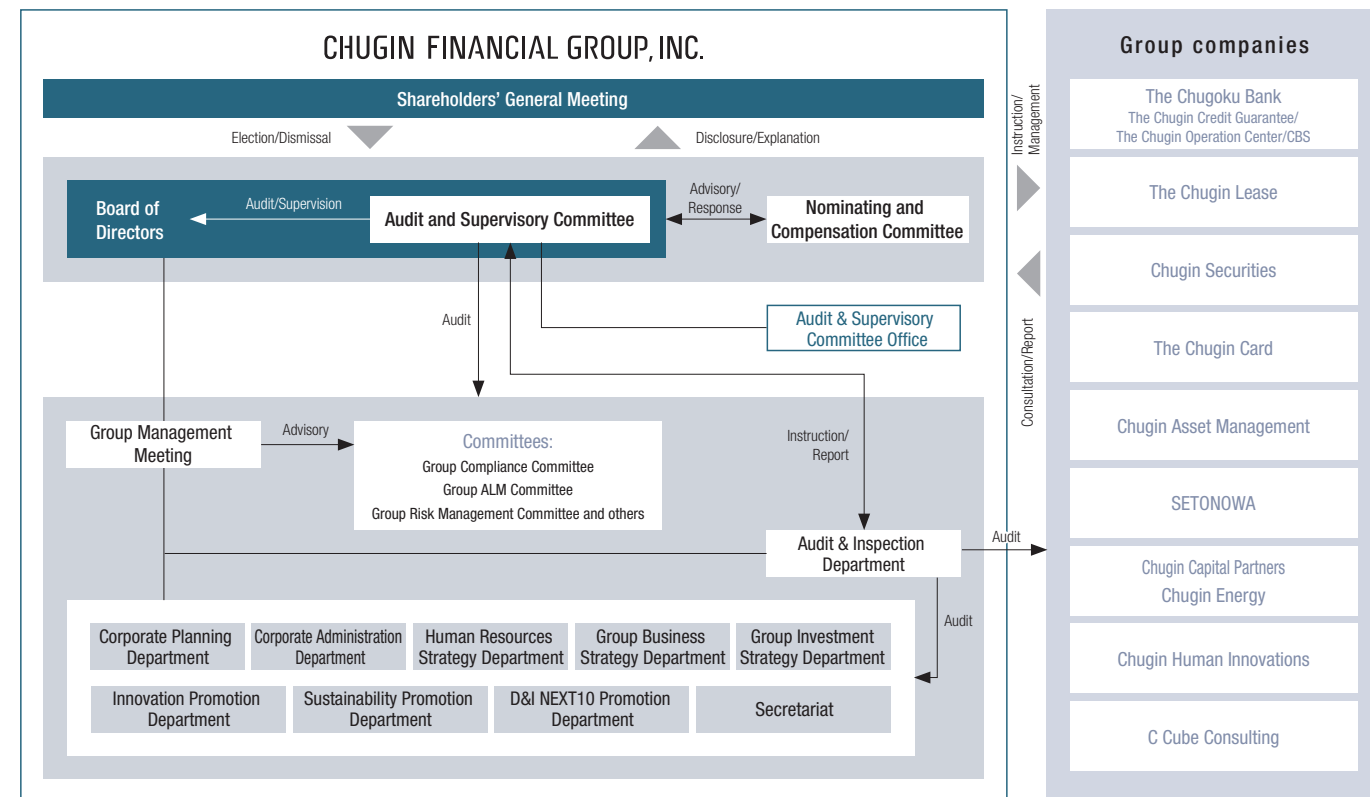 CHUGIN FINANCIAL GROUP, INC.
Shareholders' General Meeting
Election/Dismissal
Disclosure/Explanation
Board of
Directors
Audit/Supervision
Audit and Supervisory Committee
Advisory/
Response
Nominating and
Compensation Committee
Audit
Audit & Supervisory
Committee Office
Group Management
Meeting
Advisory
Committees:
Group Compliance Committee
Group ALM Committee
Group Risk Management Committee and others
Instruction/
Report
Audit & Inspection
Department
Audit
Audit
Corporate Planning
Department
Corporate Administration
Department
Human Resources
Strategy Department
Group Business
Strategy Department
Group Investment
Strategy Department
Innovation Promotion
Department
Sustainability Promotion
Department
D&I NEXT10 Promotion
Department
Secretariat
Instruction/
Management
Consultation/Report
Group companies
The Chugoku Bank
The Chugin Credit Guarantee/
The Chugin Operation Center/CBS
The Chugin Lease
Chugin Securities
The Chugin Card
Chugin Asset Management
SETONOWA
Chugin Capital Partners
Chugin Energy
Chugin Human Innovations
C Cube Consulting